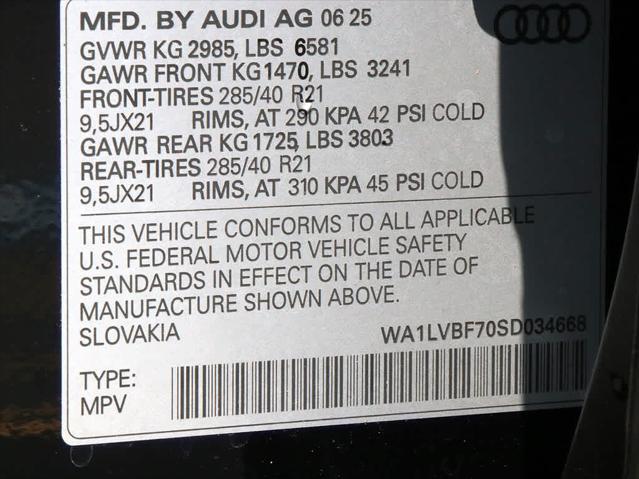 MFD. BY AUDI AG 06 25
GVWR KG 2985, LBS 6581
GAWR FRONT KG1470, LBS 3241
FRONT-TIRES 285/40 R21
9,5JX21 RIMS, AT 290 KPA 42 PSI COLD
GAWR REAR KG 1725, LBS 3803
REAR-TIRES 285/40 R21
9,5JX21 RIMS, AT 310 KPA 45 PSI COLD
THIS VEHICLE CONFORMS TO ALL APPLICABLE
U.S. FEDERAL MOTOR VEHICLE SAFETY
STANDARDS IN EFFECT ON THE DATE OF
MANUFACTURE SHOWN ABOVE.
SLOVAKIA WA1LVBF70SD034668
TYPE:
MPV